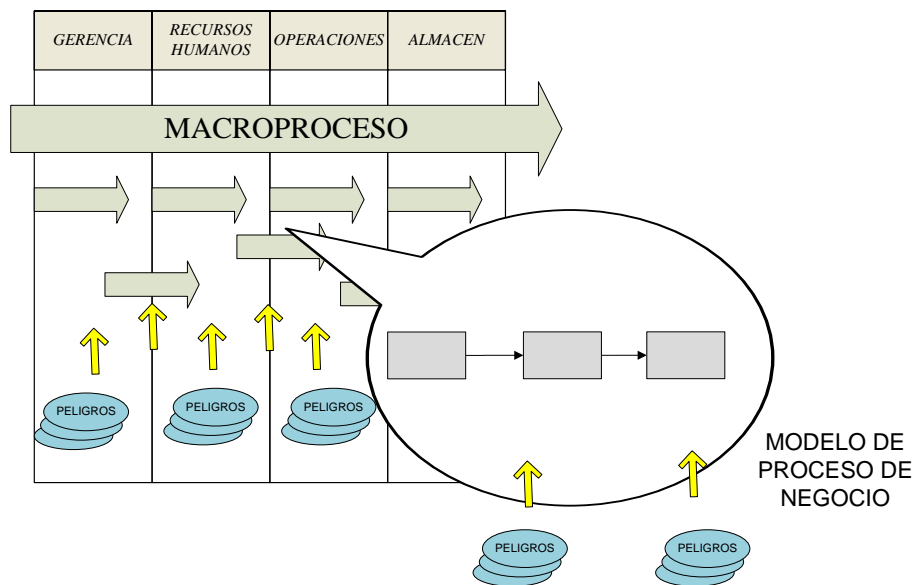 GERENCIA
RECURSOS
HUMANOS
OPERACIONES
ALMACEN
MACROPROCESO
PELIGROS
PELIGROS
PELIGROS
MODELO DE
PROCESO DE
NEGOCIO
PELIGROS
PELIGROS